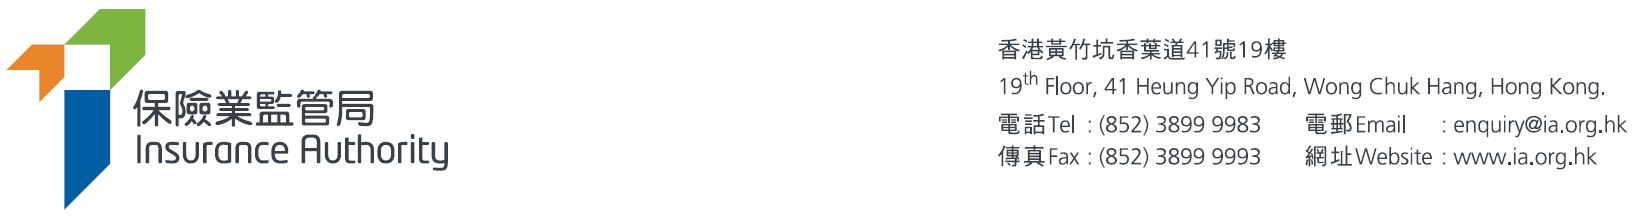 保險業監管局
Insurance Authority
香港黃竹坑香葉道41號19樓
19th Floor, 41 Heung Yip Road, Wong Chuk Hang, Hong Kong.
電話Tel : (852) 3899 9983 電郵Email : enquiry@ia.org.hk
傳真Fax : (852) 3899 9993 網址Website : www.ia.org.hk